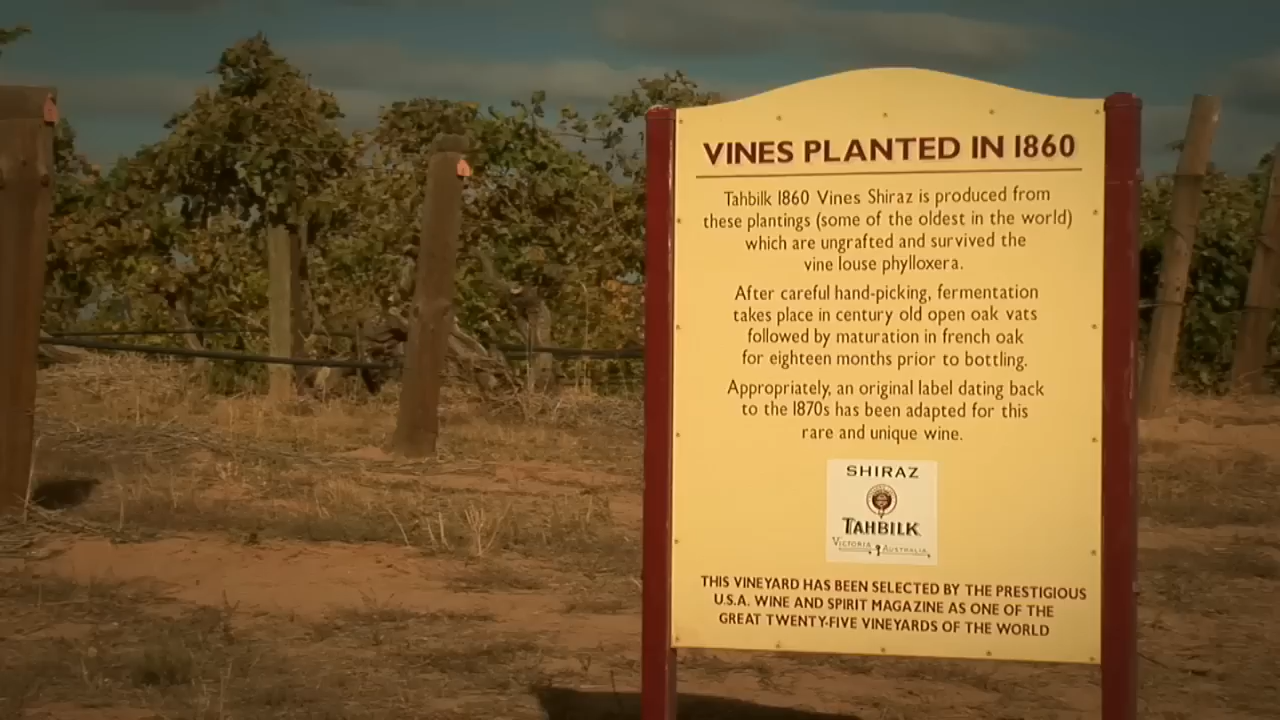 VINES PLANTED IN 1860
Tahbilk 1860 Vines Shiraz is produced from
these plantings (some of the oldest in the world)
which are ungrafted and survived the
vine louse phylloxera.
After careful hand-picking, fermentation
takes place in century old open oak vats
followed by maturation in french oak
for eighteen months prior to bottling.
Appropriately, an original label dating back
to the 1870s has been adapted for this
rare and unique wine.
SHIRAZ
TAHBILK
VICTORIA AUSTRALIA
THIS VINEYARD HAS BEEN SELECTED BY THE PRESTIGIOUS
U.S.A. WINE AND SPIRIT MAGAZINE AS ONE OF THE
GREAT TWENTY-FIVE VINEYARDS OF THE WORLD